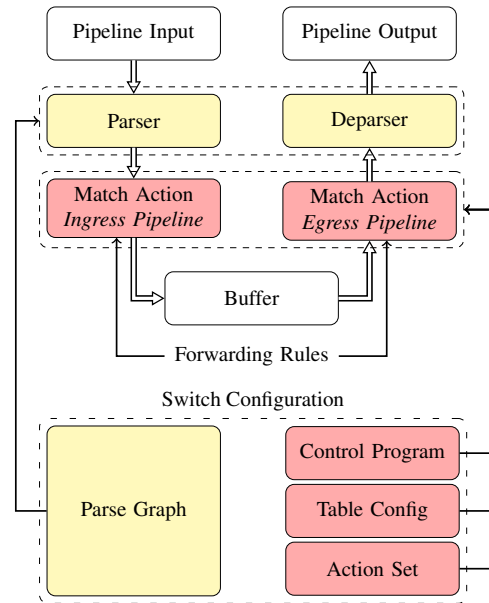 Pipeline Input
Pipeline Output
Parser
Deparser
Match Action
Ingress Pipeline
Match Action
Egress Pipeline
Buffer
Forwarding Rules
Switch Configuration
Parse Graph
Control Program
Table Config
Action Set